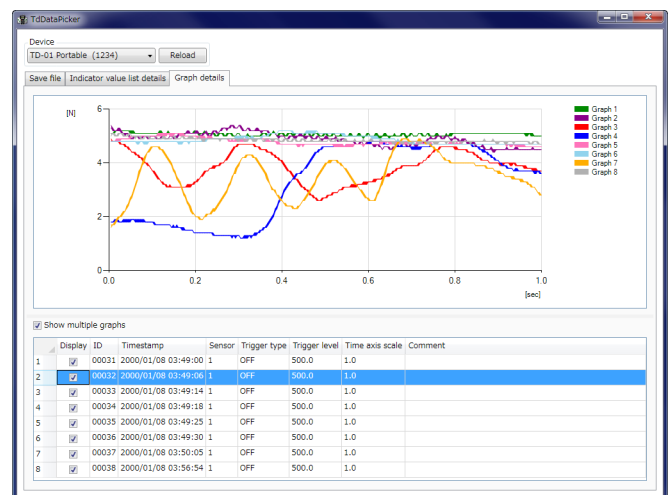 TdDataPicker
Device
TD-01 Portable (1234) Reload
Save file Indicator value list details Graph details
[N]
6
4
2
0
0.0 0.2 0.4 0.6 0.8 1.0
[sec]
Graph 1
Graph 2
Graph 3
Graph 4
Graph 5
Graph 6
Graph 7
Graph 8
Show multiple graphs
Display ID Timestamp Sensor Trigger type Trigger level Time axis scale Comment
1 00031 2000/01/08 03:49:00 1 OFF 500.0 1.0
2 00032 2000/01/08 03:49:06 1 OFF 500.0 1.0
3 00033 2000/01/08 03:49:14 1 OFF 500.0 1.0
4 00034 2000/01/08 03:49:18 1 OFF 500.0 1.0
5 00035 2000/01/08 03:49:25 1 OFF 500.0 1.0
6 00036 2000/01/08 03:49:30 1 OFF 500.0 1.0
7 00037 2000/01/08 03:50:05 1 OFF 500.0 1.0
8 00038 2000/01/08 03:56:54 1 OFF 500.0 1.0